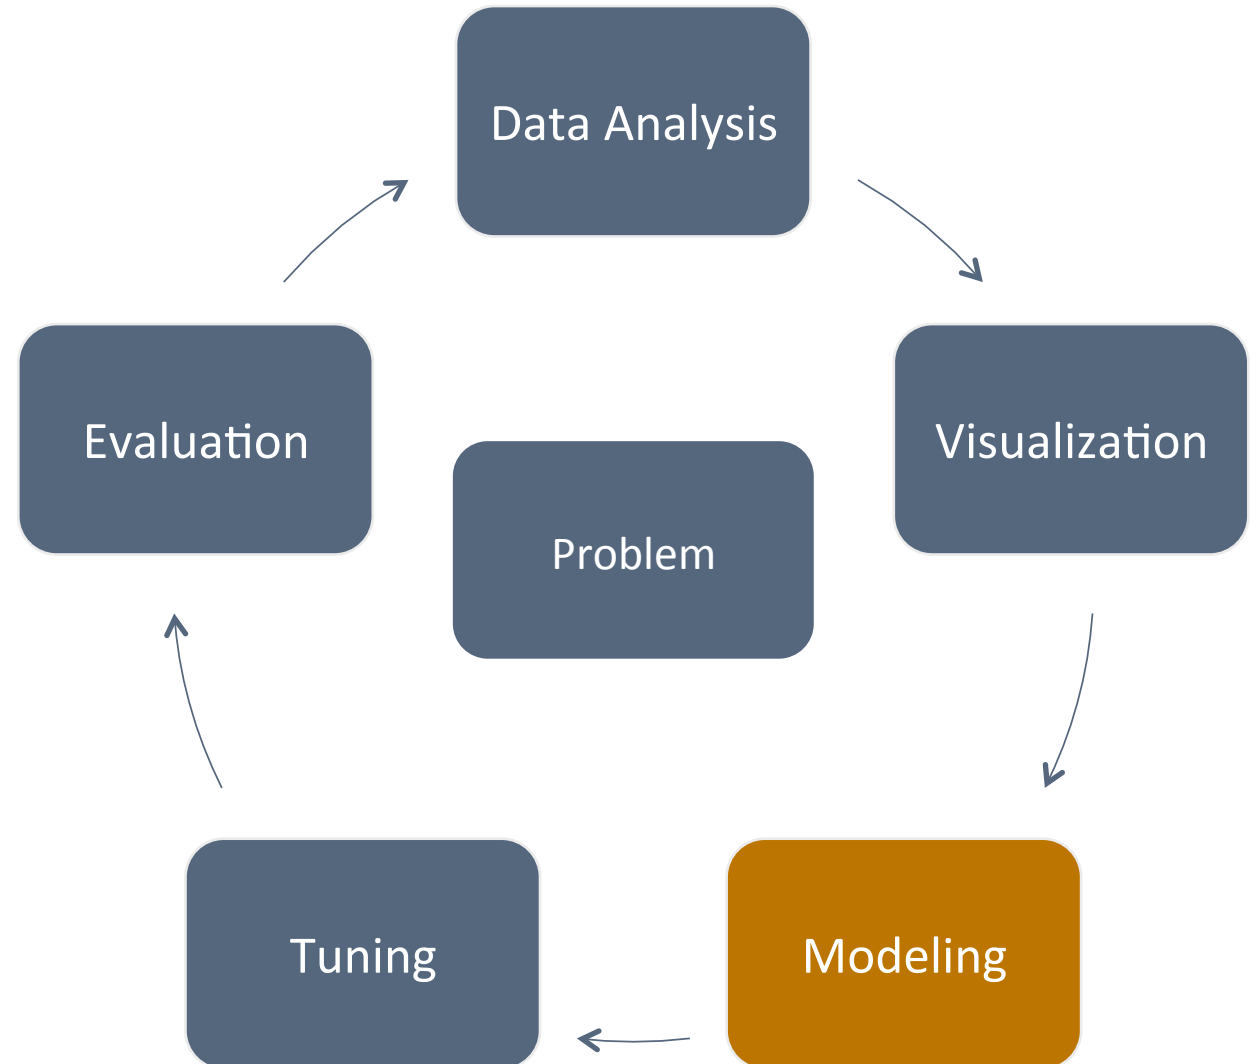 Data Analysis
Evaluation
Visualization
Problem
Tuning
Modeling